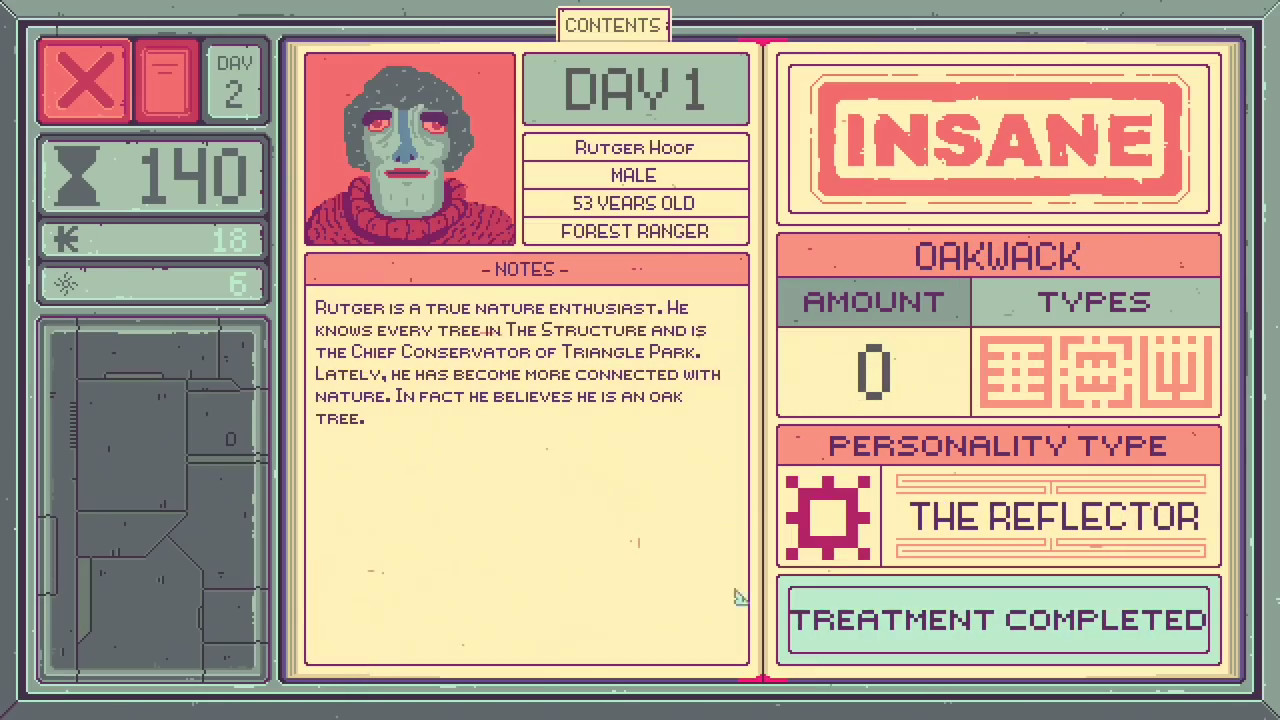 CONTENTS
DAY
2
140
18
6
DAY 1
RUTGER HOOF
MALE
53 YEARS OLD
FOREST RANGER
- NOTES -
RUTGER IS A TRUE NATURE ENTHUSIAST. HE
KNOWS EVERY TREE IN THE STRUCTURE AND IS
THE CHIEF CONSERVATOR OF TRIANGLE PARK.
LATELY, HE HAS BECOME MORE CONNECTED WITH
NATURE. IN FACT HE BELIEVES HE IS AN OAK
TREE.
INSANE
OAKWACK
AMOUNT
TYPES
0
PERSONALITY TYPE
THE REFLECTOR
TREATMENT COMPLETED